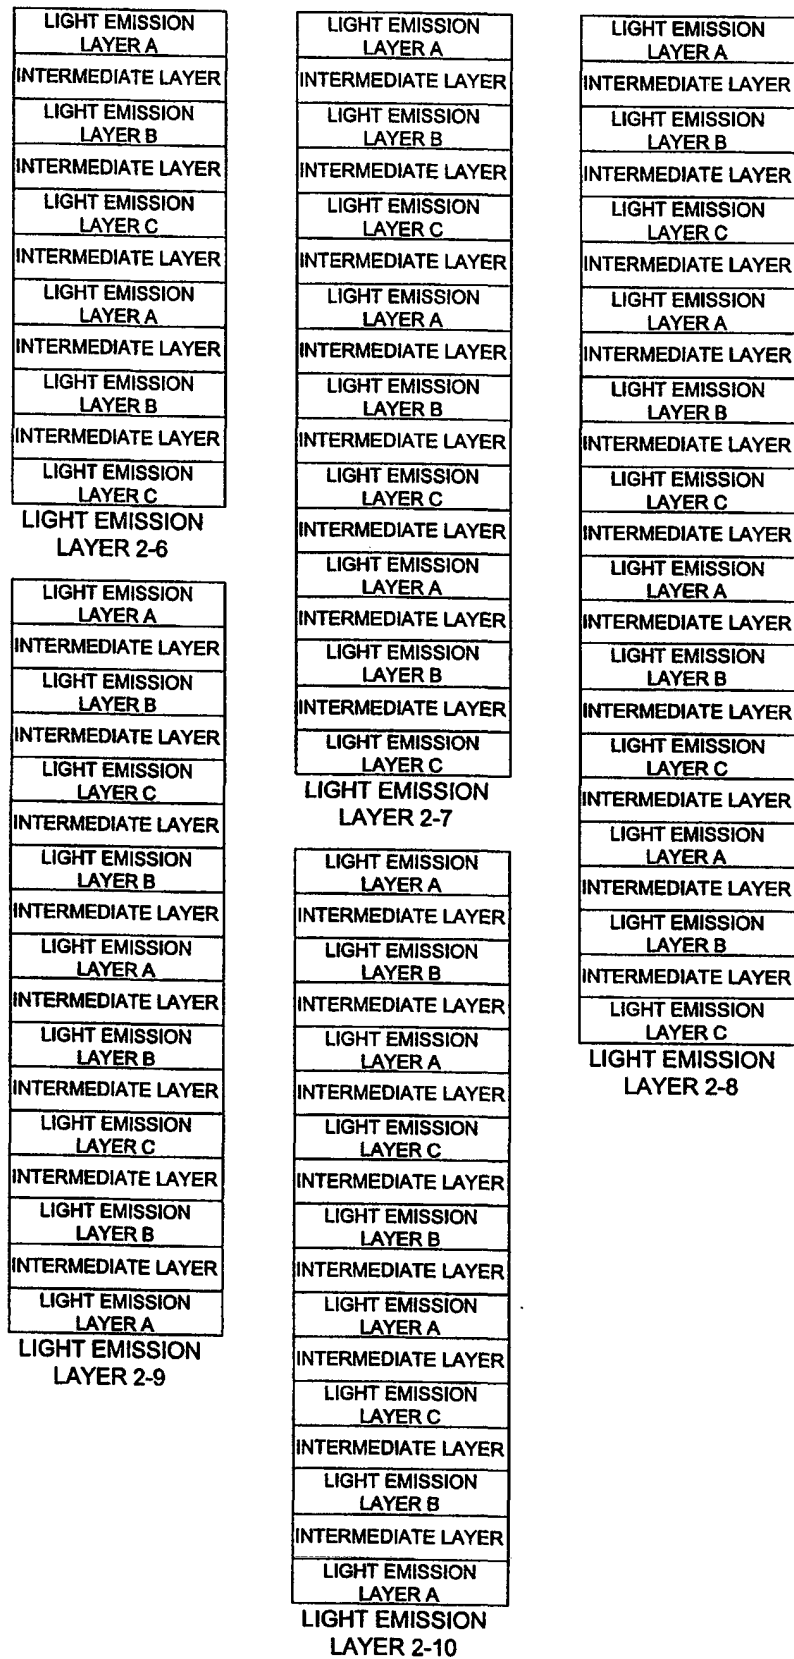 LIGHT EMISSION
LAYER A
INTERMEDIATE LAYER
LIGHT EMISSION
LAYER B
INTERMEDIATE LAYER
LIGHT EMISSION
LAYER C
INTERMEDIATE LAYER
LIGHT EMISSION
LAYER A
INTERMEDIATE LAYER
LIGHT EMISSION
LAYER B
INTERMEDIATE LAYER
LIGHT EMISSION
LAYER C
LIGHT EMISSION
LAYER 2-6
LIGHT EMISSION
LAYER A
INTERMEDIATE LAYER
LIGHT EMISSION
LAYER B
INTERMEDIATE LAYER
LIGHT EMISSION
LAYER C
INTERMEDIATE LAYER
LIGHT EMISSION
LAYER B
INTERMEDIATE LAYER
LIGHT EMISSION
LAYER A
INTERMEDIATE LAYER
LIGHT EMISSION
LAYER B
INTERMEDIATE LAYER
LIGHT EMISSION
LAYER C
INTERMEDIATE LAYER
LIGHT EMISSION
LAYER B
INTERMEDIATE LAYER
LIGHT EMISSION
LAYER A
LIGHT EMISSION
LAYER 2-9
LIGHT EMISSION
LAYER A
INTERMEDIATE LAYER
LIGHT EMISSION
LAYER B
INTERMEDIATE LAYER
LIGHT EMISSION
LAYER C
INTERMEDIATE LAYER
LIGHT EMISSION
LAYER A
INTERMEDIATE LAYER
LIGHT EMISSION
LAYER B
INTERMEDIATE LAYER
LIGHT EMISSION
LAYER C
INTERMEDIATE LAYER
LIGHT EMISSION
LAYER A
INTERMEDIATE LAYER
LIGHT EMISSION
LAYER B
INTERMEDIATE LAYER
LIGHT EMISSION
LAYER C
LIGHT EMISSION
LAYER 2-7
LIGHT EMISSION
LAYER A
INTERMEDIATE LAYER
LIGHT EMISSION
LAYER B
INTERMEDIATE LAYER
LIGHT EMISSION
LAYER A
INTERMEDIATE LAYER
LIGHT EMISSION
LAYER C
INTERMEDIATE LAYER
LIGHT EMISSION
LAYER B
INTERMEDIATE LAYER
LIGHT EMISSION
LAYER A
INTERMEDIATE LAYER
LIGHT EMISSION
LAYER C
INTERMEDIATE LAYER
LIGHT EMISSION
LAYER B
INTERMEDIATE LAYER
LIGHT EMISSION
LAYER A
LIGHT EMISSION
LAYER 2-10
LIGHT EMISSION
LAYER A
INTERMEDIATE LAYER
LIGHT EMISSION
LAYER B
INTERMEDIATE LAYER
LIGHT EMISSION
LAYER C
INTERMEDIATE LAYER
LIGHT EMISSION
LAYER A
INTERMEDIATE LAYER
LIGHT EMISSION
LAYER B
INTERMEDIATE LAYER
LIGHT EMISSION
LAYER C
INTERMEDIATE LAYER
LIGHT EMISSION
LAYER A
INTERMEDIATE LAYER
LIGHT EMISSION
LAYER B
INTERMEDIATE LAYER
LIGHT EMISSION
LAYER C
INTERMEDIATE LAYER
LIGHT EMISSION
LAYER A
INTERMEDIATE LAYER
LIGHT EMISSION
LAYER B
INTERMEDIATE LAYER
LIGHT EMISSION
LAYER C
LIGHT EMISSION
LAYER 2-8